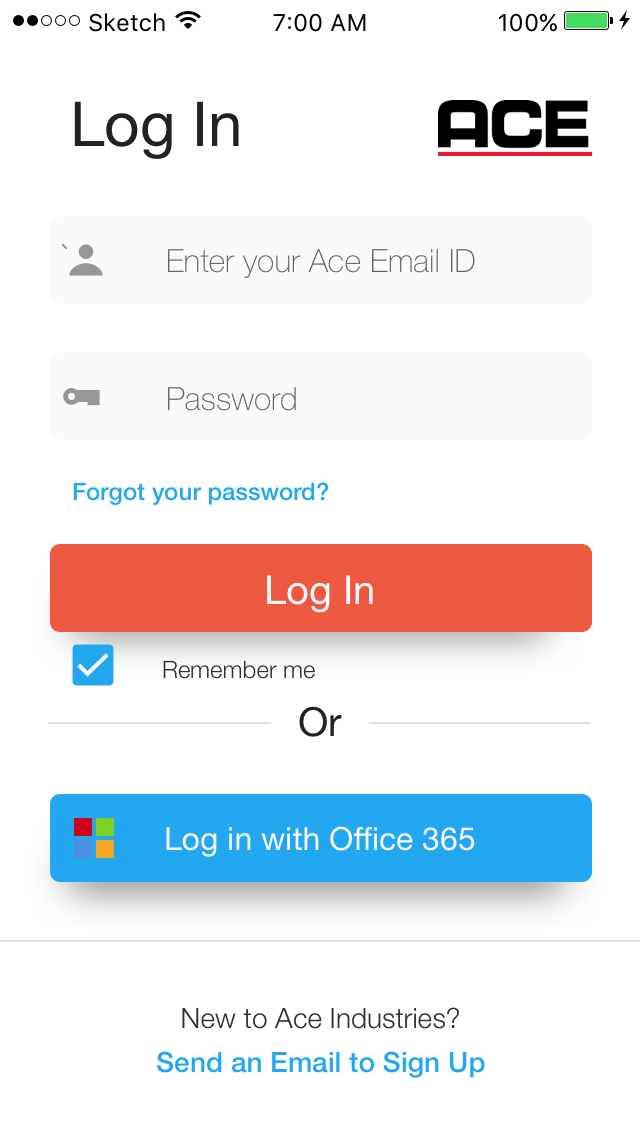 Sketch 7:00 AM 100%
Log In
ACE
Enter your Ace Email ID
Password
Forgot your password?
Log In
Remember me
Or
Log in with Office 365
New to Ace Industries?
Send an Email to Sign Up